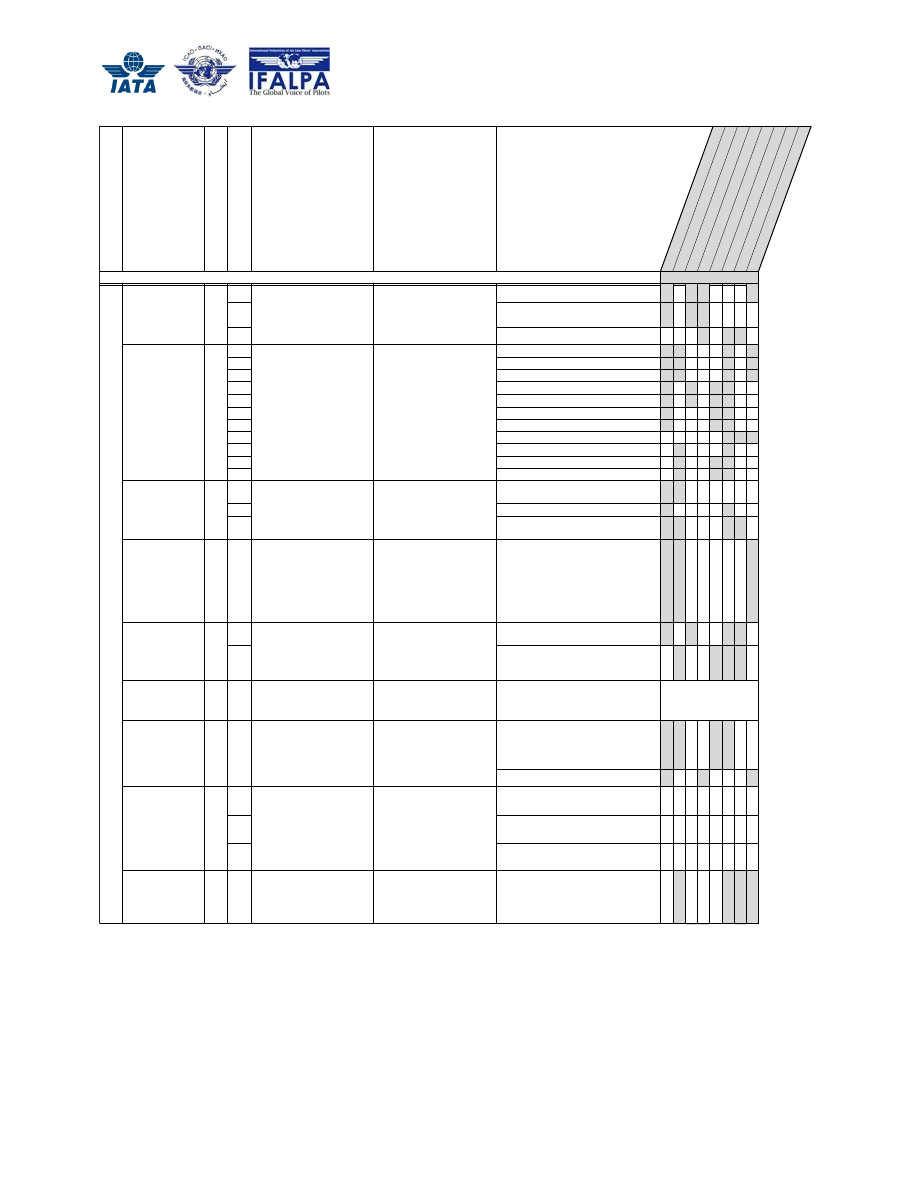 IATA
ICAO · OACI · ИКАО
International Federation of Air Line Pilots' Associations
IFALPA
The Global Voice of Pilots